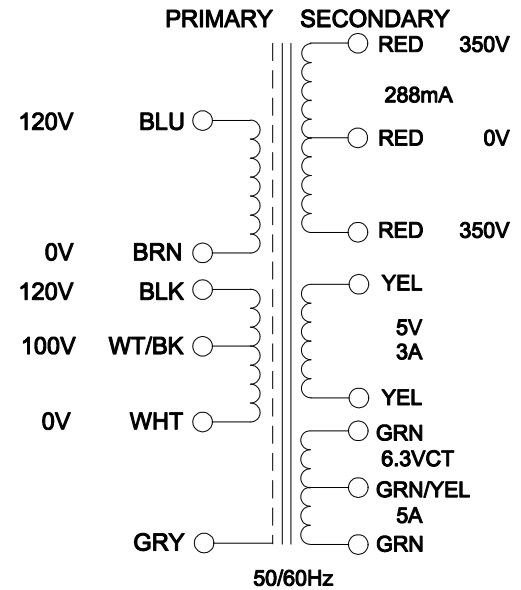 PRIMARY SECONDARY
RED 350V
288mA
120V BLU
RED 0V
RED 350V
0V BRN
YEL
120V BLK
5V
100V WT/BK
3A
YEL
0V WHT
GRN
6.3VCT
GRN/YEL
5A
GRY
GRN
50/60Hz